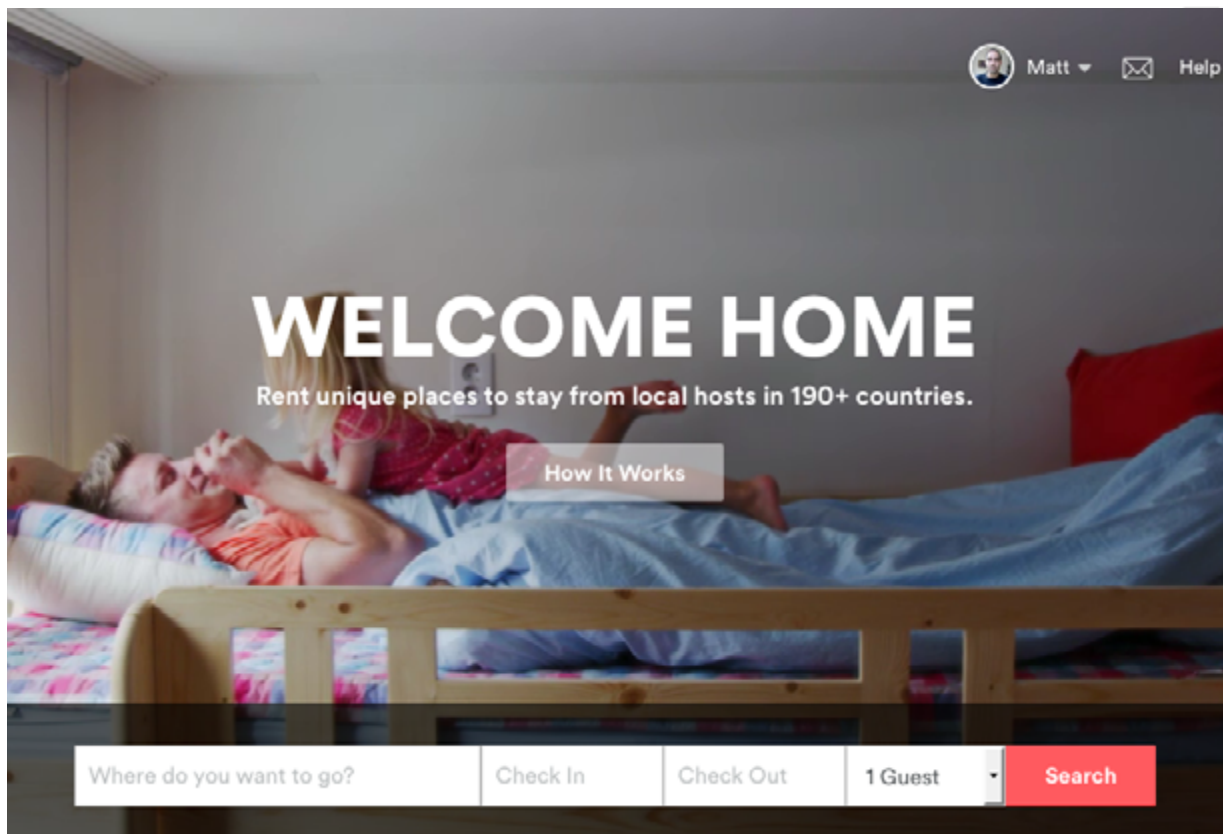 Matt
Help
WELCOME HOME
Rent unique places to stay from local hosts in 190+ countries.
How It Works
Where do you want to go?
Check In
Check Out
1 Guest
Search